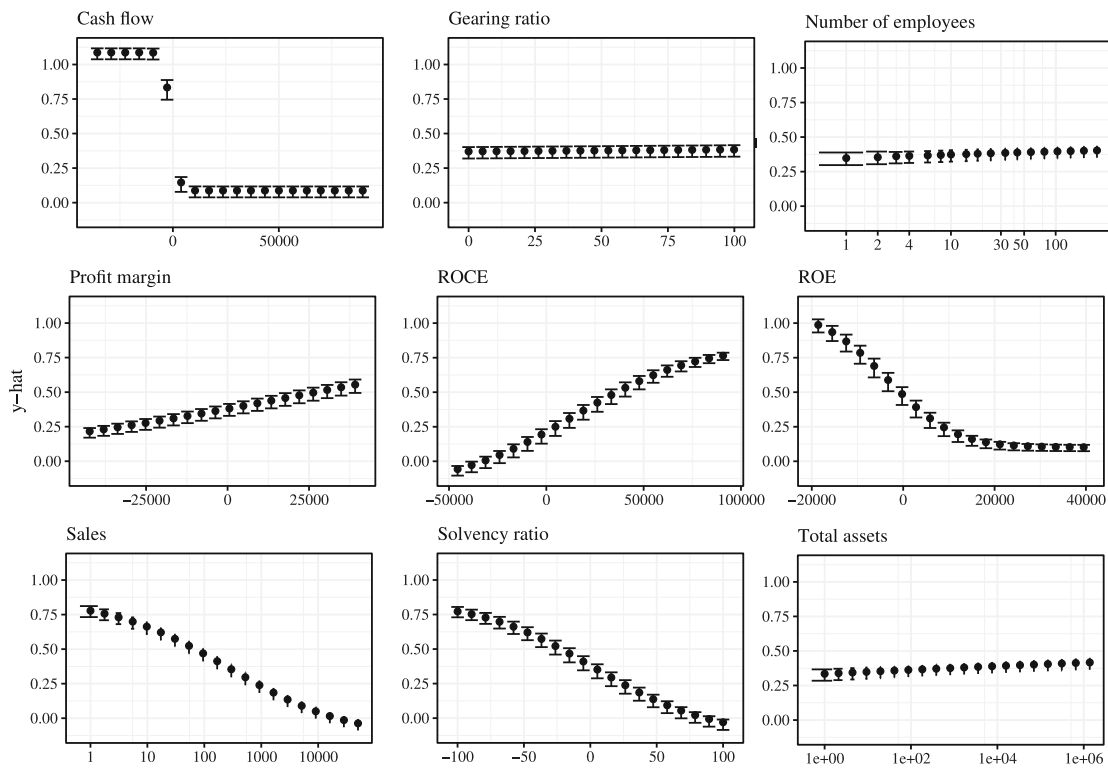 Cash flow
Gearing ratio
Number of employees
1.00
0.75
0.50
0.25
0.00
0 50000
1.00
0.75
0.50
0.25
0.00
0 25 50 75 100
1.00
0.75
0.50
0.25
0.00
1 2 4 10 30 50 100
y−hat
Profit margin
ROCE
ROE
1.00
0.75
0.50
0.25
0.00
−25000 0 25000
1.00
0.75
0.50
0.25
0.00
−50000 0 50000 100000
1.00
0.75
0.50
0.25
0.00
−20000 0 20000 40000
Sales
Solvency ratio
Total assets
1.00
0.75
0.50
0.25
0.00
1 10 100 1000 10000
1.00
0.75
0.50
0.25
0.00
−100 −50 0 50 100
1.00
0.75
0.50
0.25
0.00
1e+00 1e+02 1e+04 1e+06